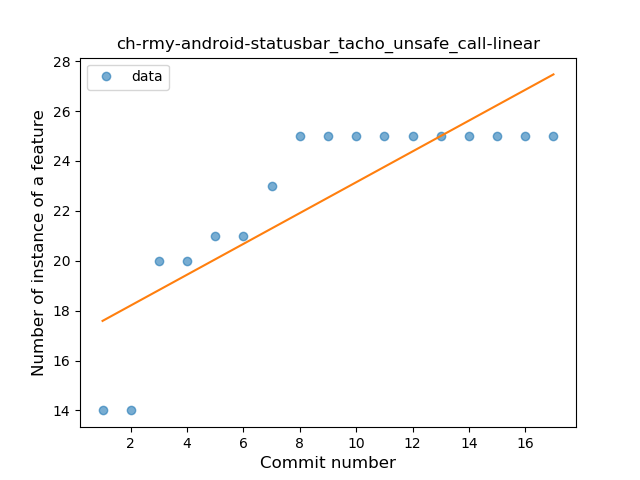 ch-rmy-android-statusbar_tacho_unsafe_call-linear
data
Number of instance of a feature
28
26
24
22
20
18
16
14
2 4 6 8 10 12 14 16
Commit number